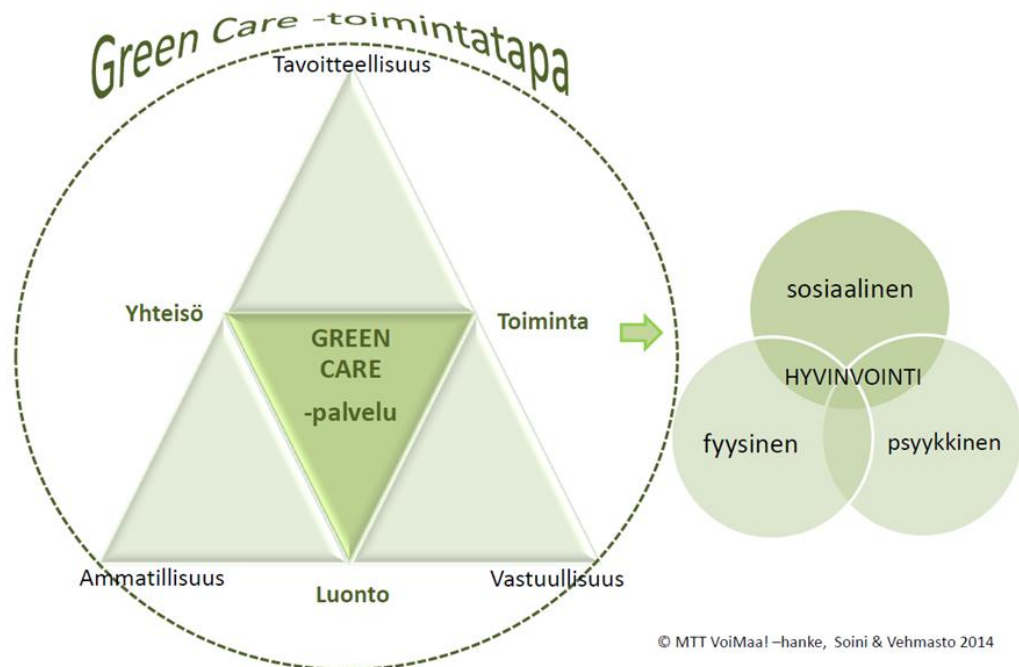 Green Care -toimintatapa
Tavoitteellisuus
Yhteisö
Toiminta
GREEN
CARE
-palvelu
Ammatillisuus
Luonto
Vastuullisuus
sosiaalinen
HYVINVOINTI
fyysinen
psyykkinen
© MTT VoiMaa! –hanke, Soini & Vehmasto 2014